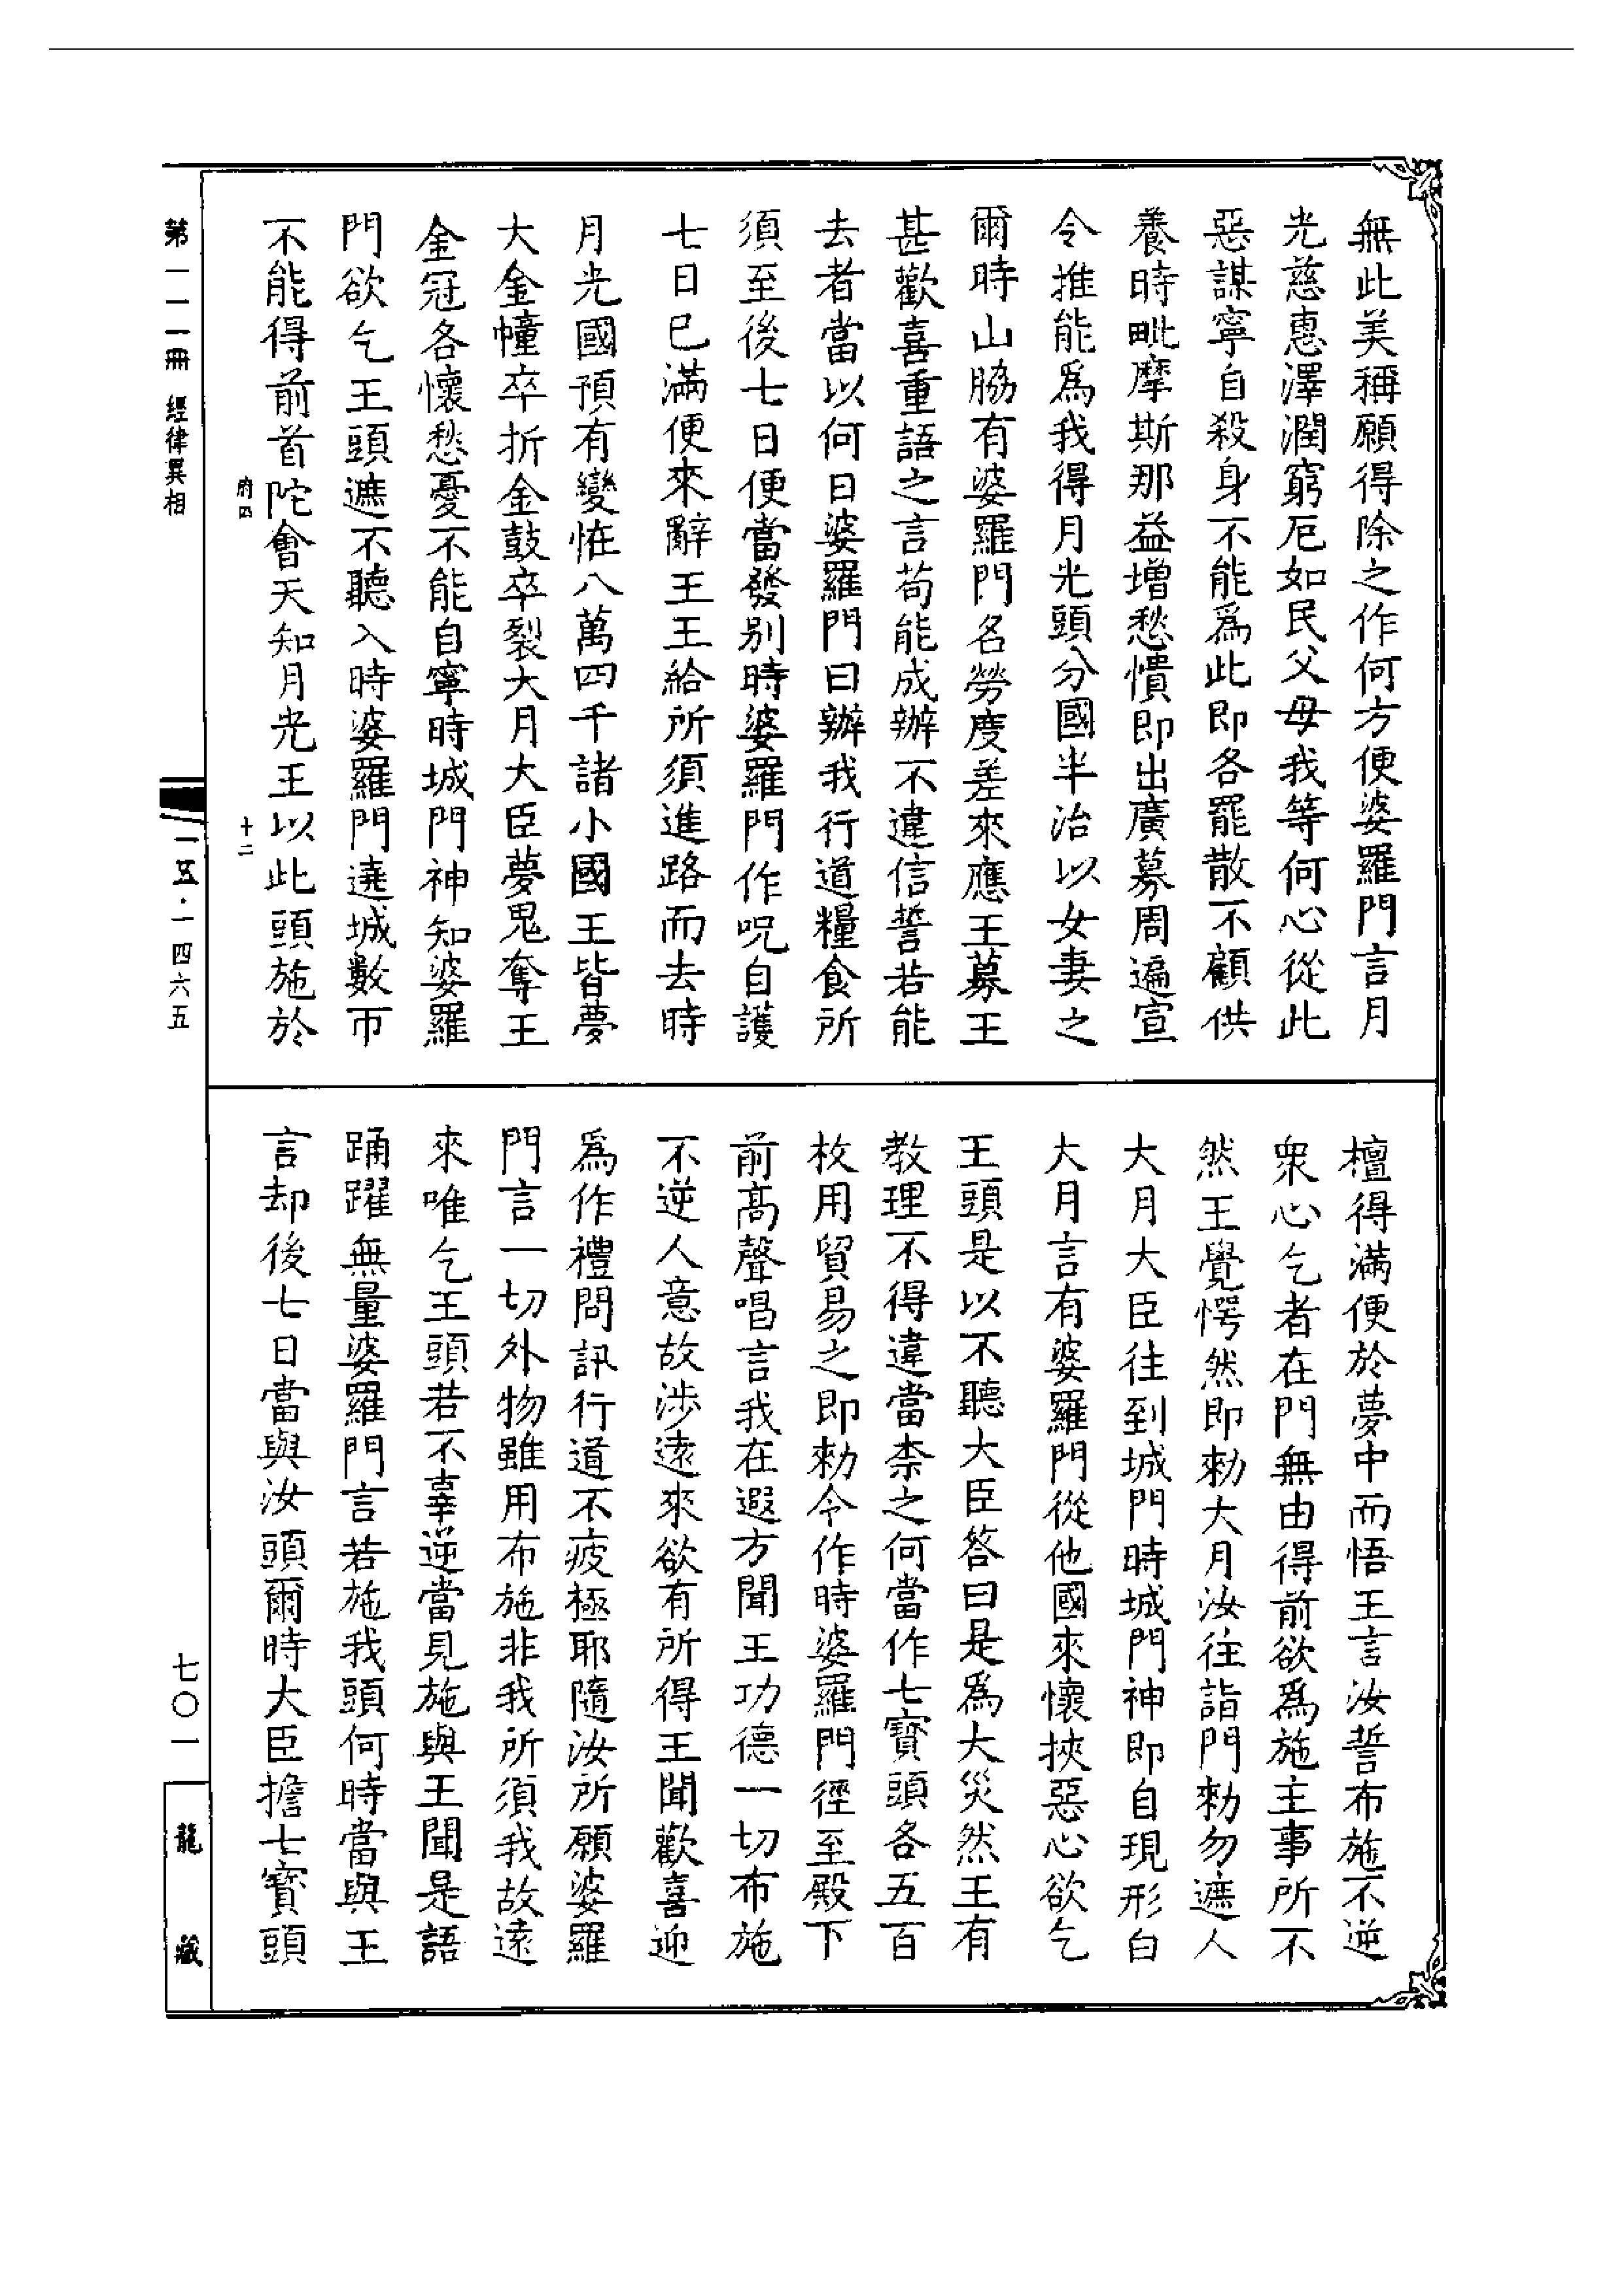 無此美稱願得除之作何方便婆羅門言月
光慈惠澤潤窮厄如民父母我等何心從此
惡謀寧自殺身不能爲此即各罷散不顧供
養時毗摩斯那益增愁憒即出廣募周遍宣
令推能爲我得月光頭分國半治以女妻之
爾時山脇有婆羅門名勞度差來應王募王
甚歡喜重語之言苟能成辦不違信誓若能
去者當以何日婆羅門曰辦我行道糧食所
須至後七日便當發別時婆羅門作呪自護
七日已滿便來辭王王給所須進路而去時
月光國預有變恠八萬四千諸小國王皆夢
大金幢卒折金鼓卒裂大月大臣夢鬼奪王
金冠各懷愁憂不能自寧時城門神知婆羅
門欲乞王頭遮不聽入時婆羅門遶城數帀
不能得前首陀會天知月光王以此頭施於
府四 十二
檀得滿便於夢中而悟王言汝誓布施不逆
衆心乞者在門無由得前欲爲施主事所不
然王覺愕然即勑大月汝往詣門勑勿遮人
大月大臣往到城門時城門神即自現形白
大月言有婆羅門從他國來懷挾惡心欲乞
王頭是以不聽大臣答曰是爲大災然王有
教理不得違當柰之何當作七寳頭各五百
枚用貿易之即勑令作時婆羅門徑至殿下
前高聲唱言我在遐方聞王功德一切布施
不逆人意故涉遠來欲有所得王聞歡喜迎
爲作禮問訊行道不疲極耶隨汝所願婆羅
門言一切外物雖用布施非我所須我故遠
來唯乞王頭若不辜逆當見施與王聞是語
踊躍無量婆羅門言若施我頭何時當與王
言却後七日當與汝頭爾時大臣擔七寳頭
第一一二冊 經律異相
一五·一四六五
七〇一
龍藏